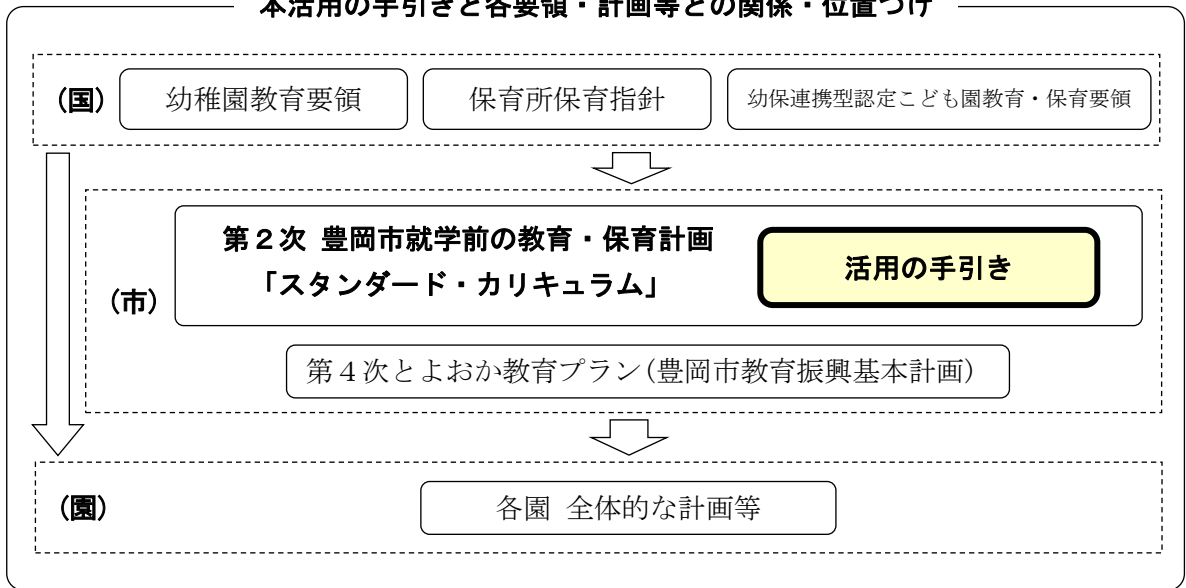 本活用の手引きと各要領・計画等との関係・位置づけ
(国)
幼稚園教育要領
保育所保育指針
幼保連携型認定こども園教育・保育要領
第２次 豊岡市就学前の教育・保育計画
「スタンダード・カリキュラム」
活用の手引き
(市)
第４次とよおか教育プラン(豊岡市教育振興基本計画)
(園)
各園 全体的な計画等